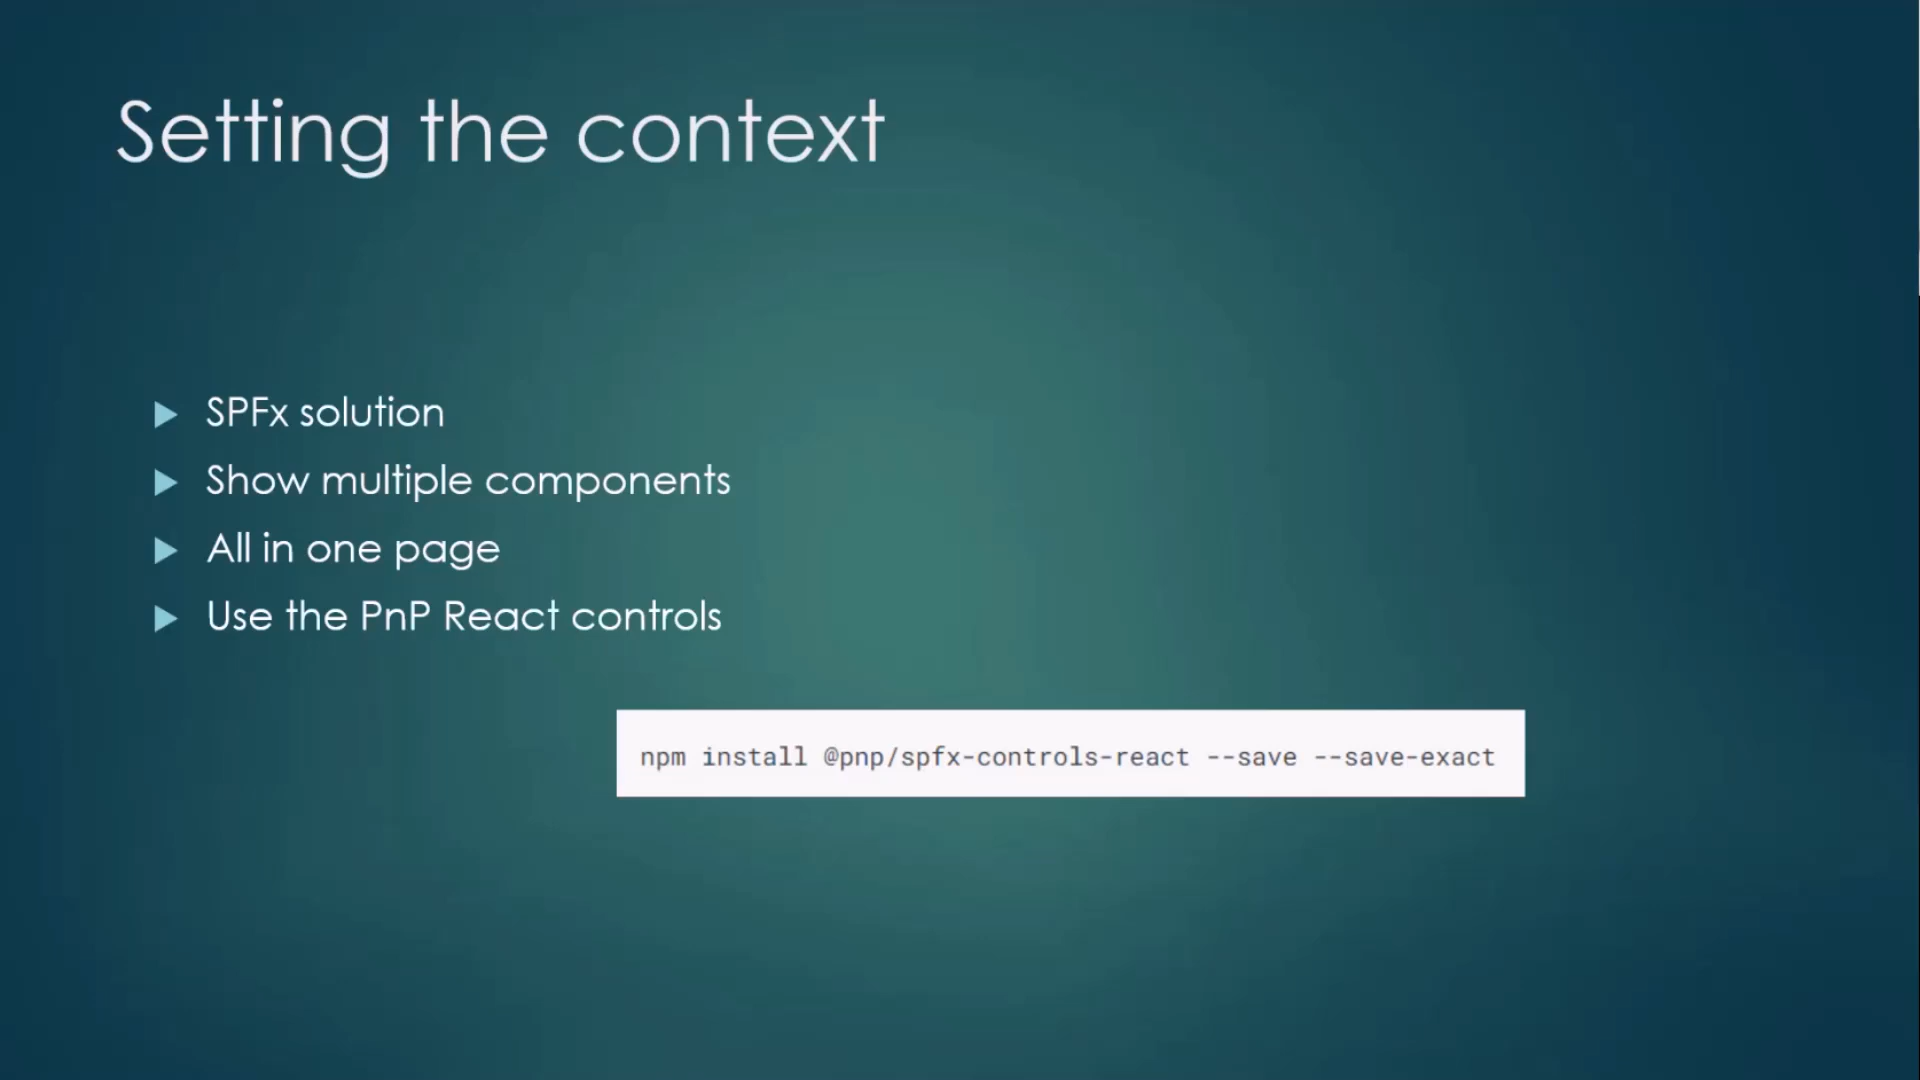 Setting the context
SPFx solution
Show multiple components
All in one page
Use the PnP React controls
npm install @pnp/spfx-controls-react --save --save-exact